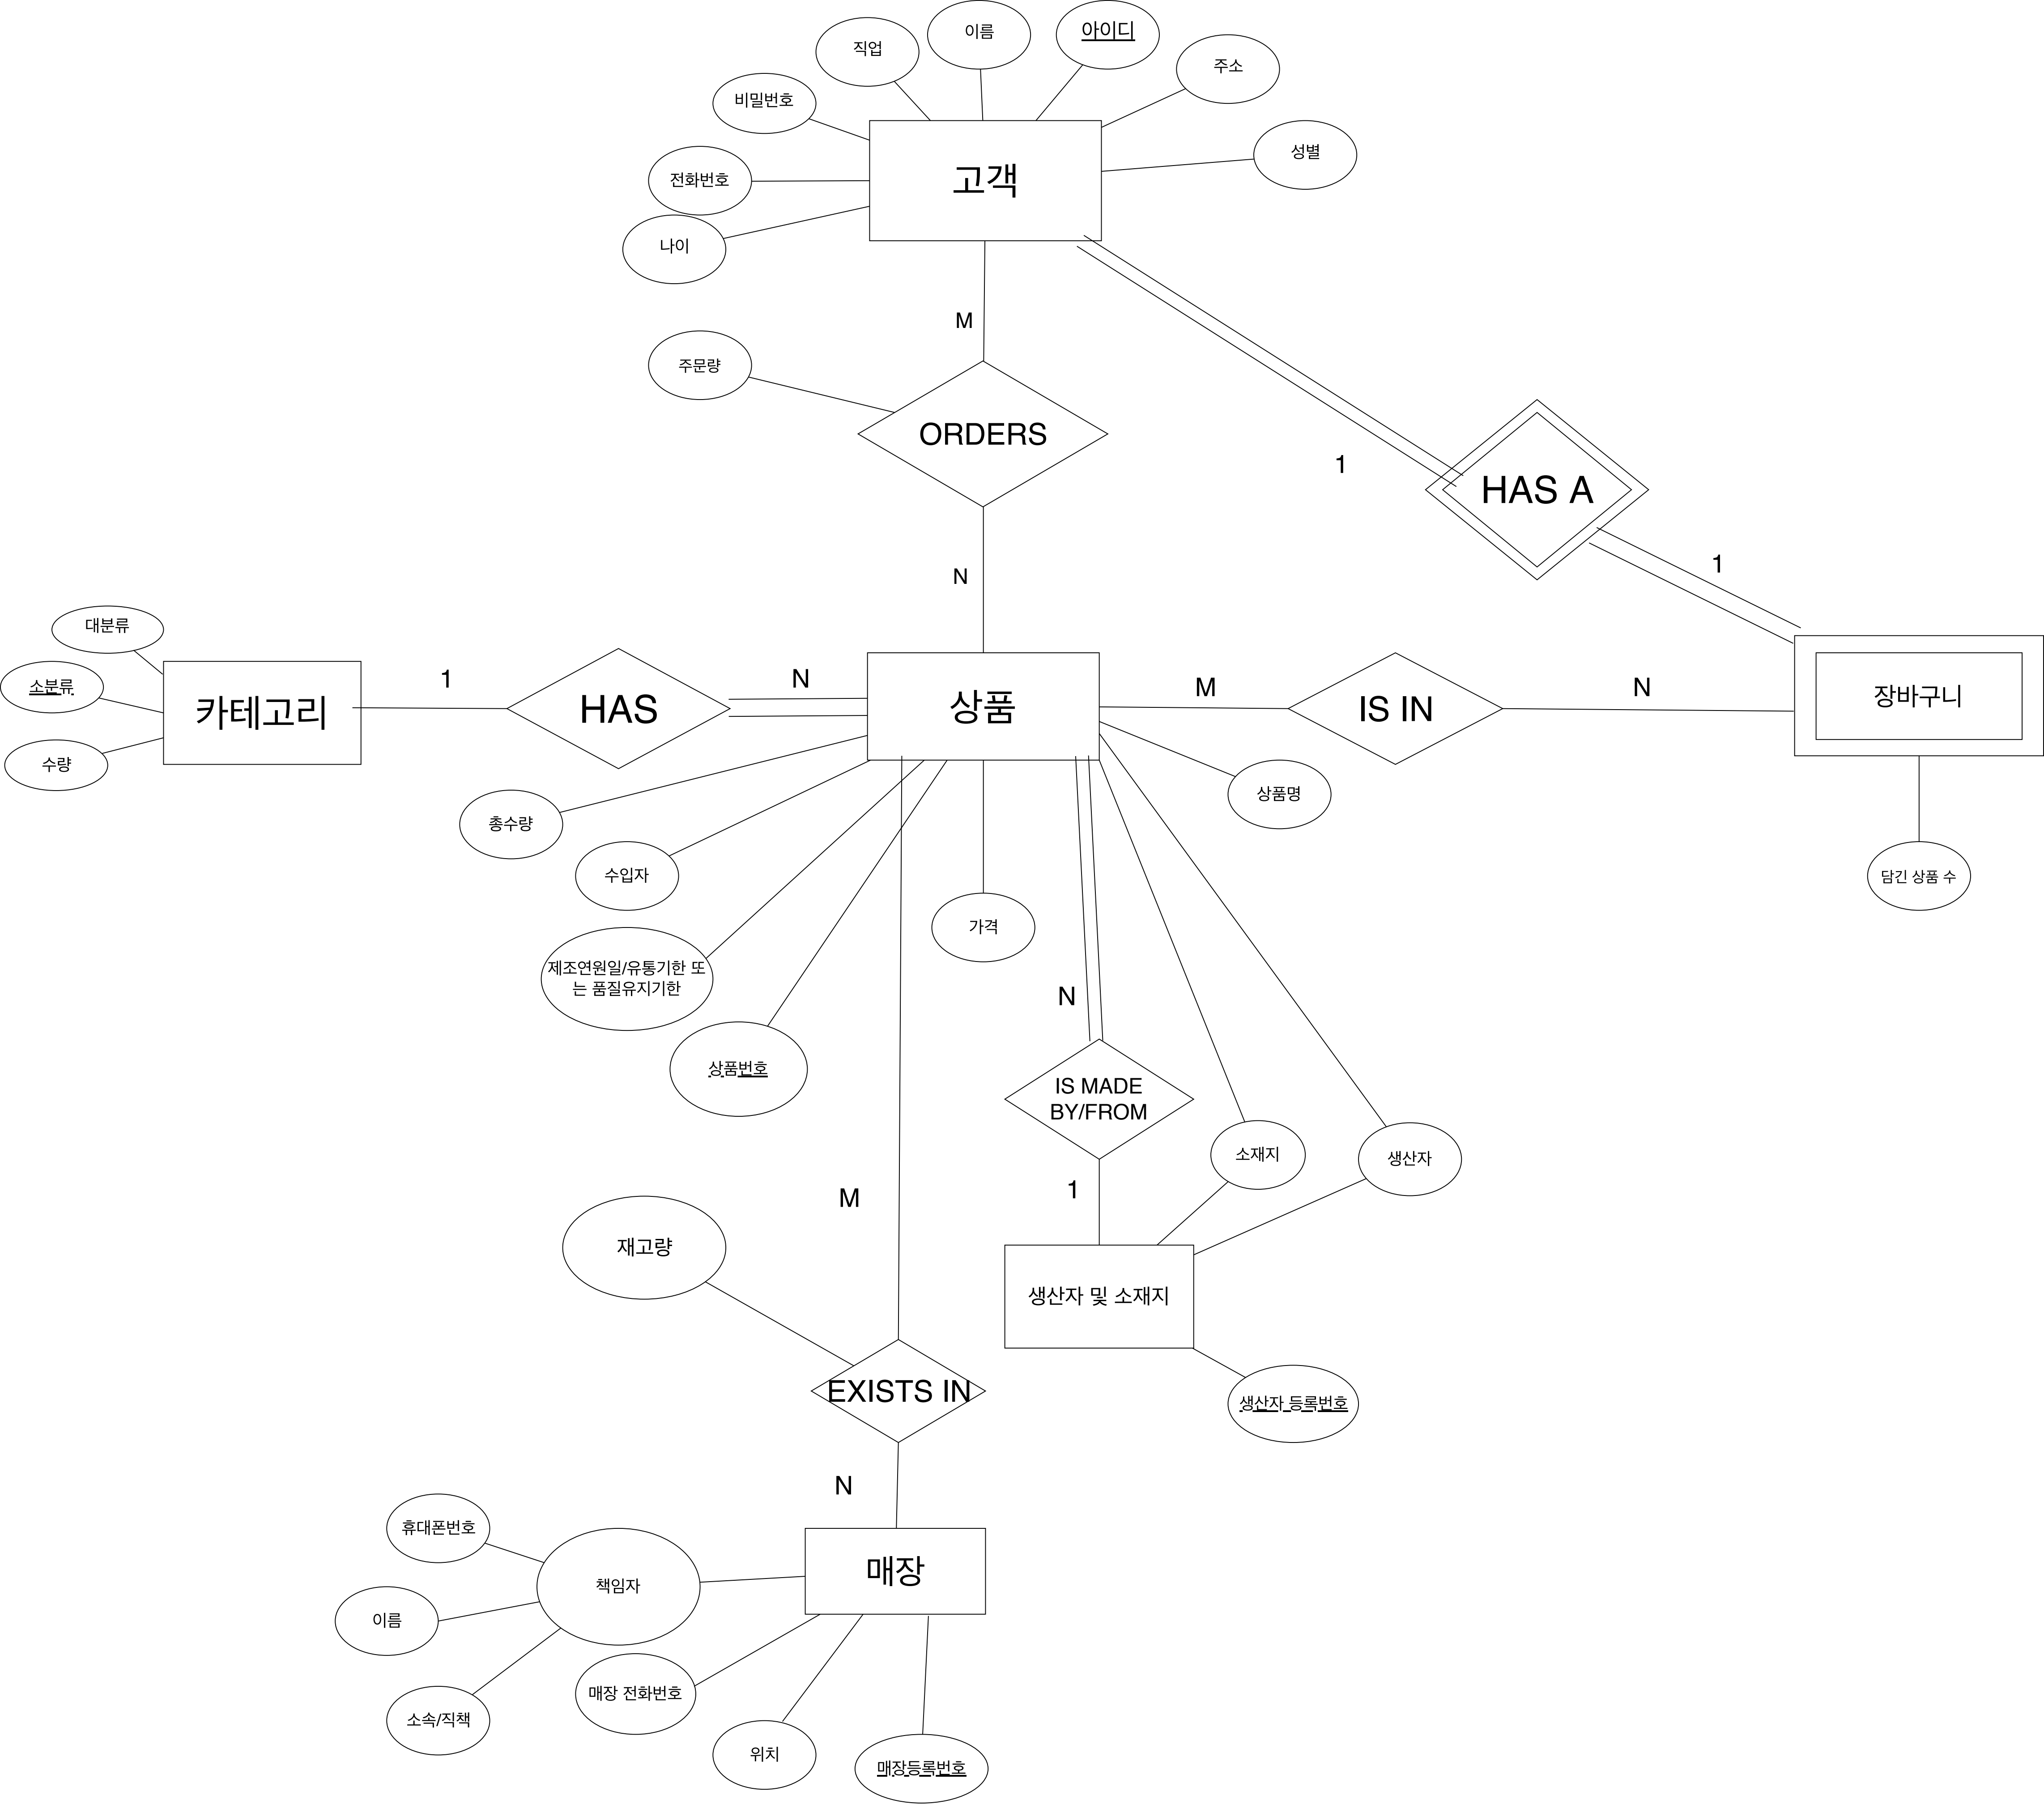 이름
아이디
직업
주소
비밀번호
성별
전화번호
고객
나이
M
주문량
ORDERS
1
HAS A
1
N
대분류
소분류
1
N
M
N
카테고리
HAS
상품
IS IN
장바구니
수량
상품명
총수량
수입자
담긴 상품 수
가격
제조연원일/유통기한 또
는 품질유지기한
N
상품번호
IS MADE
BY/FROM
소재지
생산자
1
M
재고량
생산자 및 소재지
EXISTS IN
생산자 등록번호
N
휴대폰번호
매장
책임자
이름
매장 전화번호
소속/직책
위치
매장등록번호